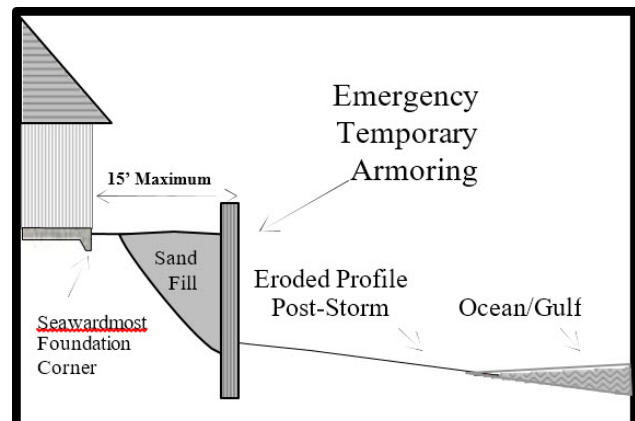 Emergency
Temporary
Armoring
15’ Maximum
Sand
Fill
Eroded Profile
Post-Storm
Ocean/Gulf
Seawardmost
Foundation
Corner